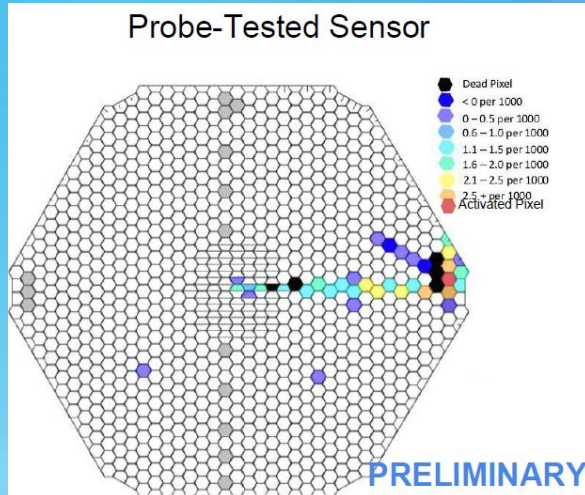 Probe-Tested Sensor
Dead Pixel
< 0 per 1000
0 – 0.5 per 1000
0.6 – 1.0 per 1000
1.1 – 1.5 per 1000
1.6 – 2.0 per 1000
2.1 – 2.5 per 1000
2.5 + per 1000
Activated Pixel
PRELIMINARY